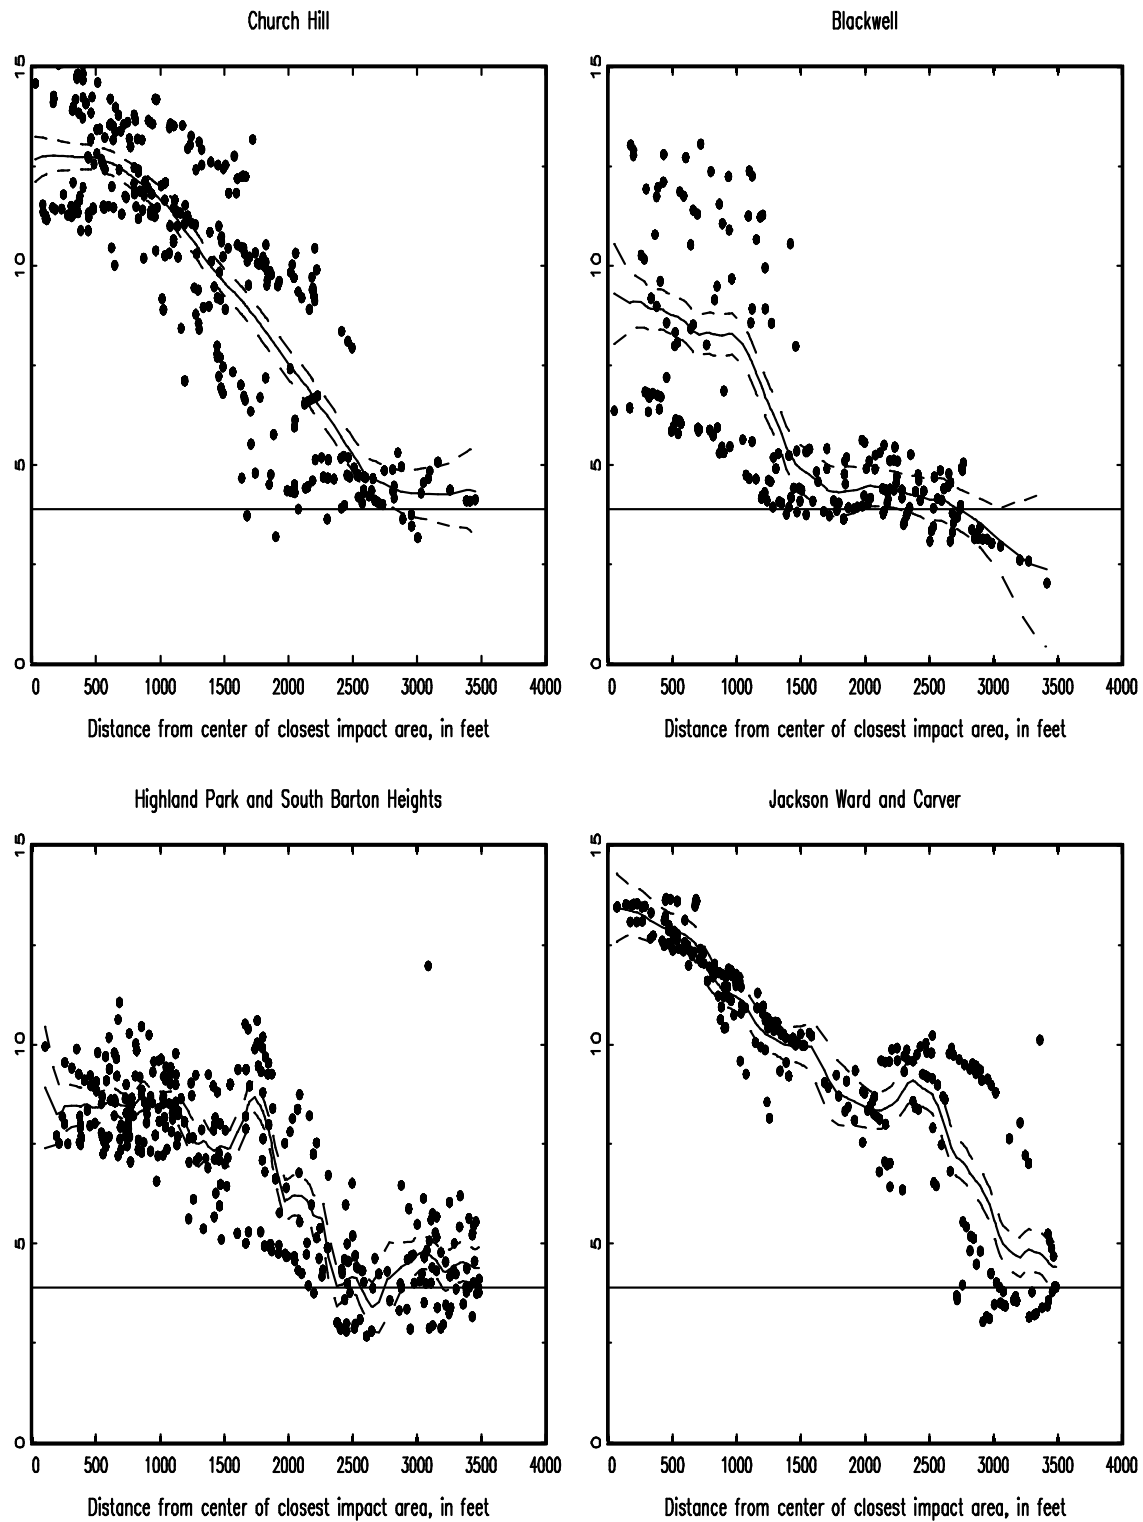 Church Hill
Blackwell
15
10
5
0
0 500 1000 1500 2000 2500 3000 3500 4000
Distance from center of closest impact area, in feet
15
10
5
0
0 500 1000 1500 2000 2500 3000 3500 4000
Distance from center of closest impact area, in feet
Highland Park and South Barton Heights
Jackson Ward and Carver
15
10
5
0
0 500 1000 1500 2000 2500 3000 3500 4000
Distance from center of closest impact area, in feet
15
10
5
0
0 500 1000 1500 2000 2500 3000 3500 4000
Distance from center of closest impact area, in feet